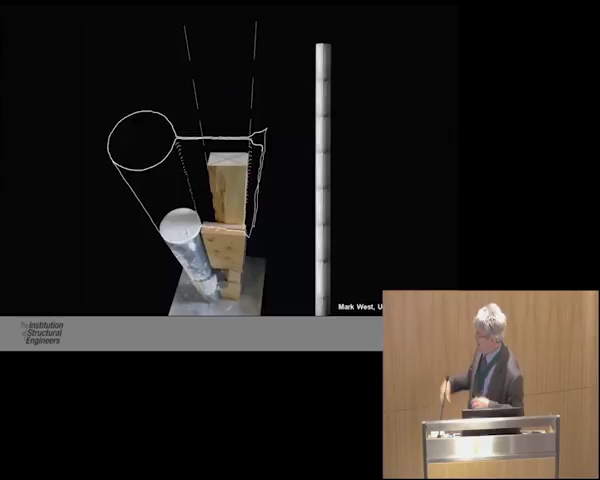 Mark West, U
The Institution
of Structural
Engineers